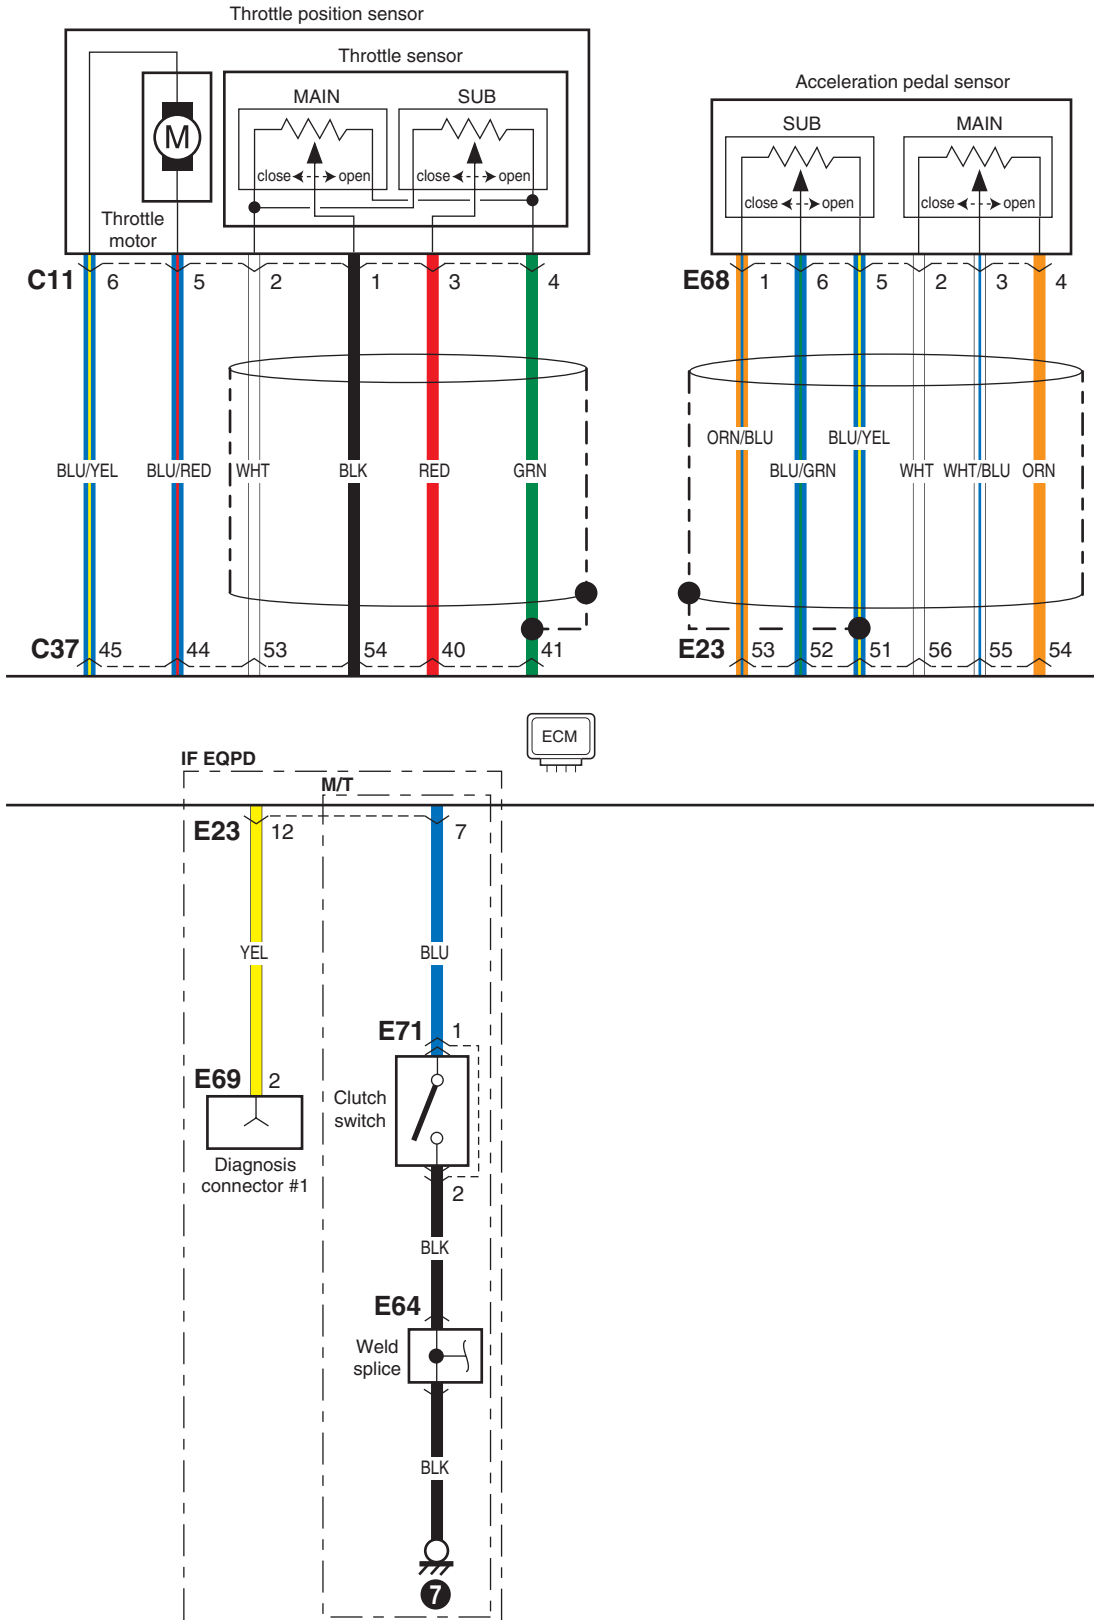 Throttle position sensor
Throttle sensor
MAIN
SUB
close
open
close
open
M
Throttle
motor
Acceleration pedal sensor
SUB
MAIN
close
open
close
open
C11
6
5
2
1
3
4
E68
1
6
5
2
3
4
BLU/YEL
BLU/RED
WHT
BLK
RED
GRN
ORN/BLU
BLU/GRN
BLU/YEL
WHT
WHT/BLU
ORN
C37
45
44
53
54
40
41
E23
53
52
51
56
55
54
ECM
IF EQPD
M/T
E23
12
7
YEL
BLU
E71
1
E69
2
Clutch
switch
Diagnosis
connector #1
2
BLK
E64
Weld
splice
BLK
7